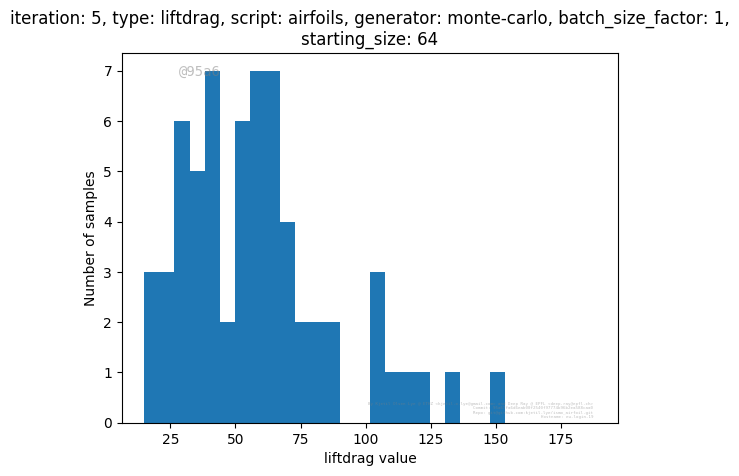 iteration: 5, type: liftdrag, script: airfoils, generator: monte-carlo, batch_size_factor: 1,
starting_size: 64
@95a6
7
6
5
4
3
2
1
0
Number of samples
25 50 75 100 125 150 175
liftdrag value